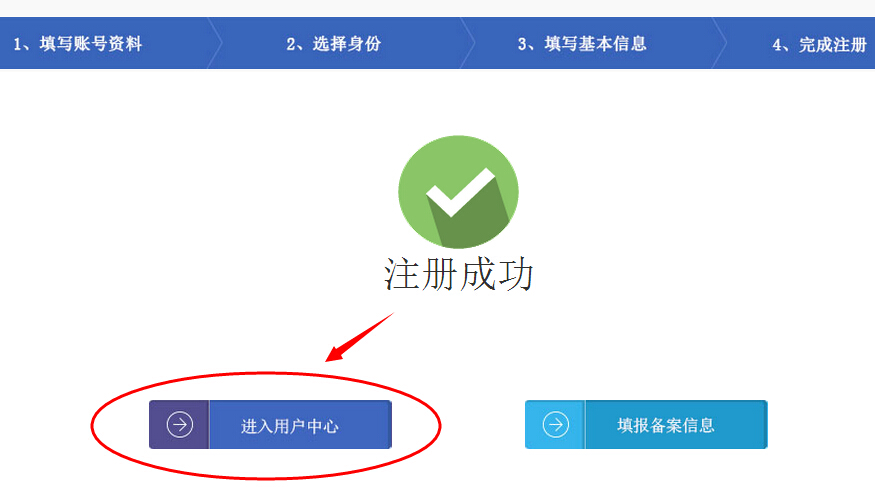 1、填写账号资料
2、选择身份
3、填写基本信息
4、完成注册
注册成功
进入用户中心
填报备案信息